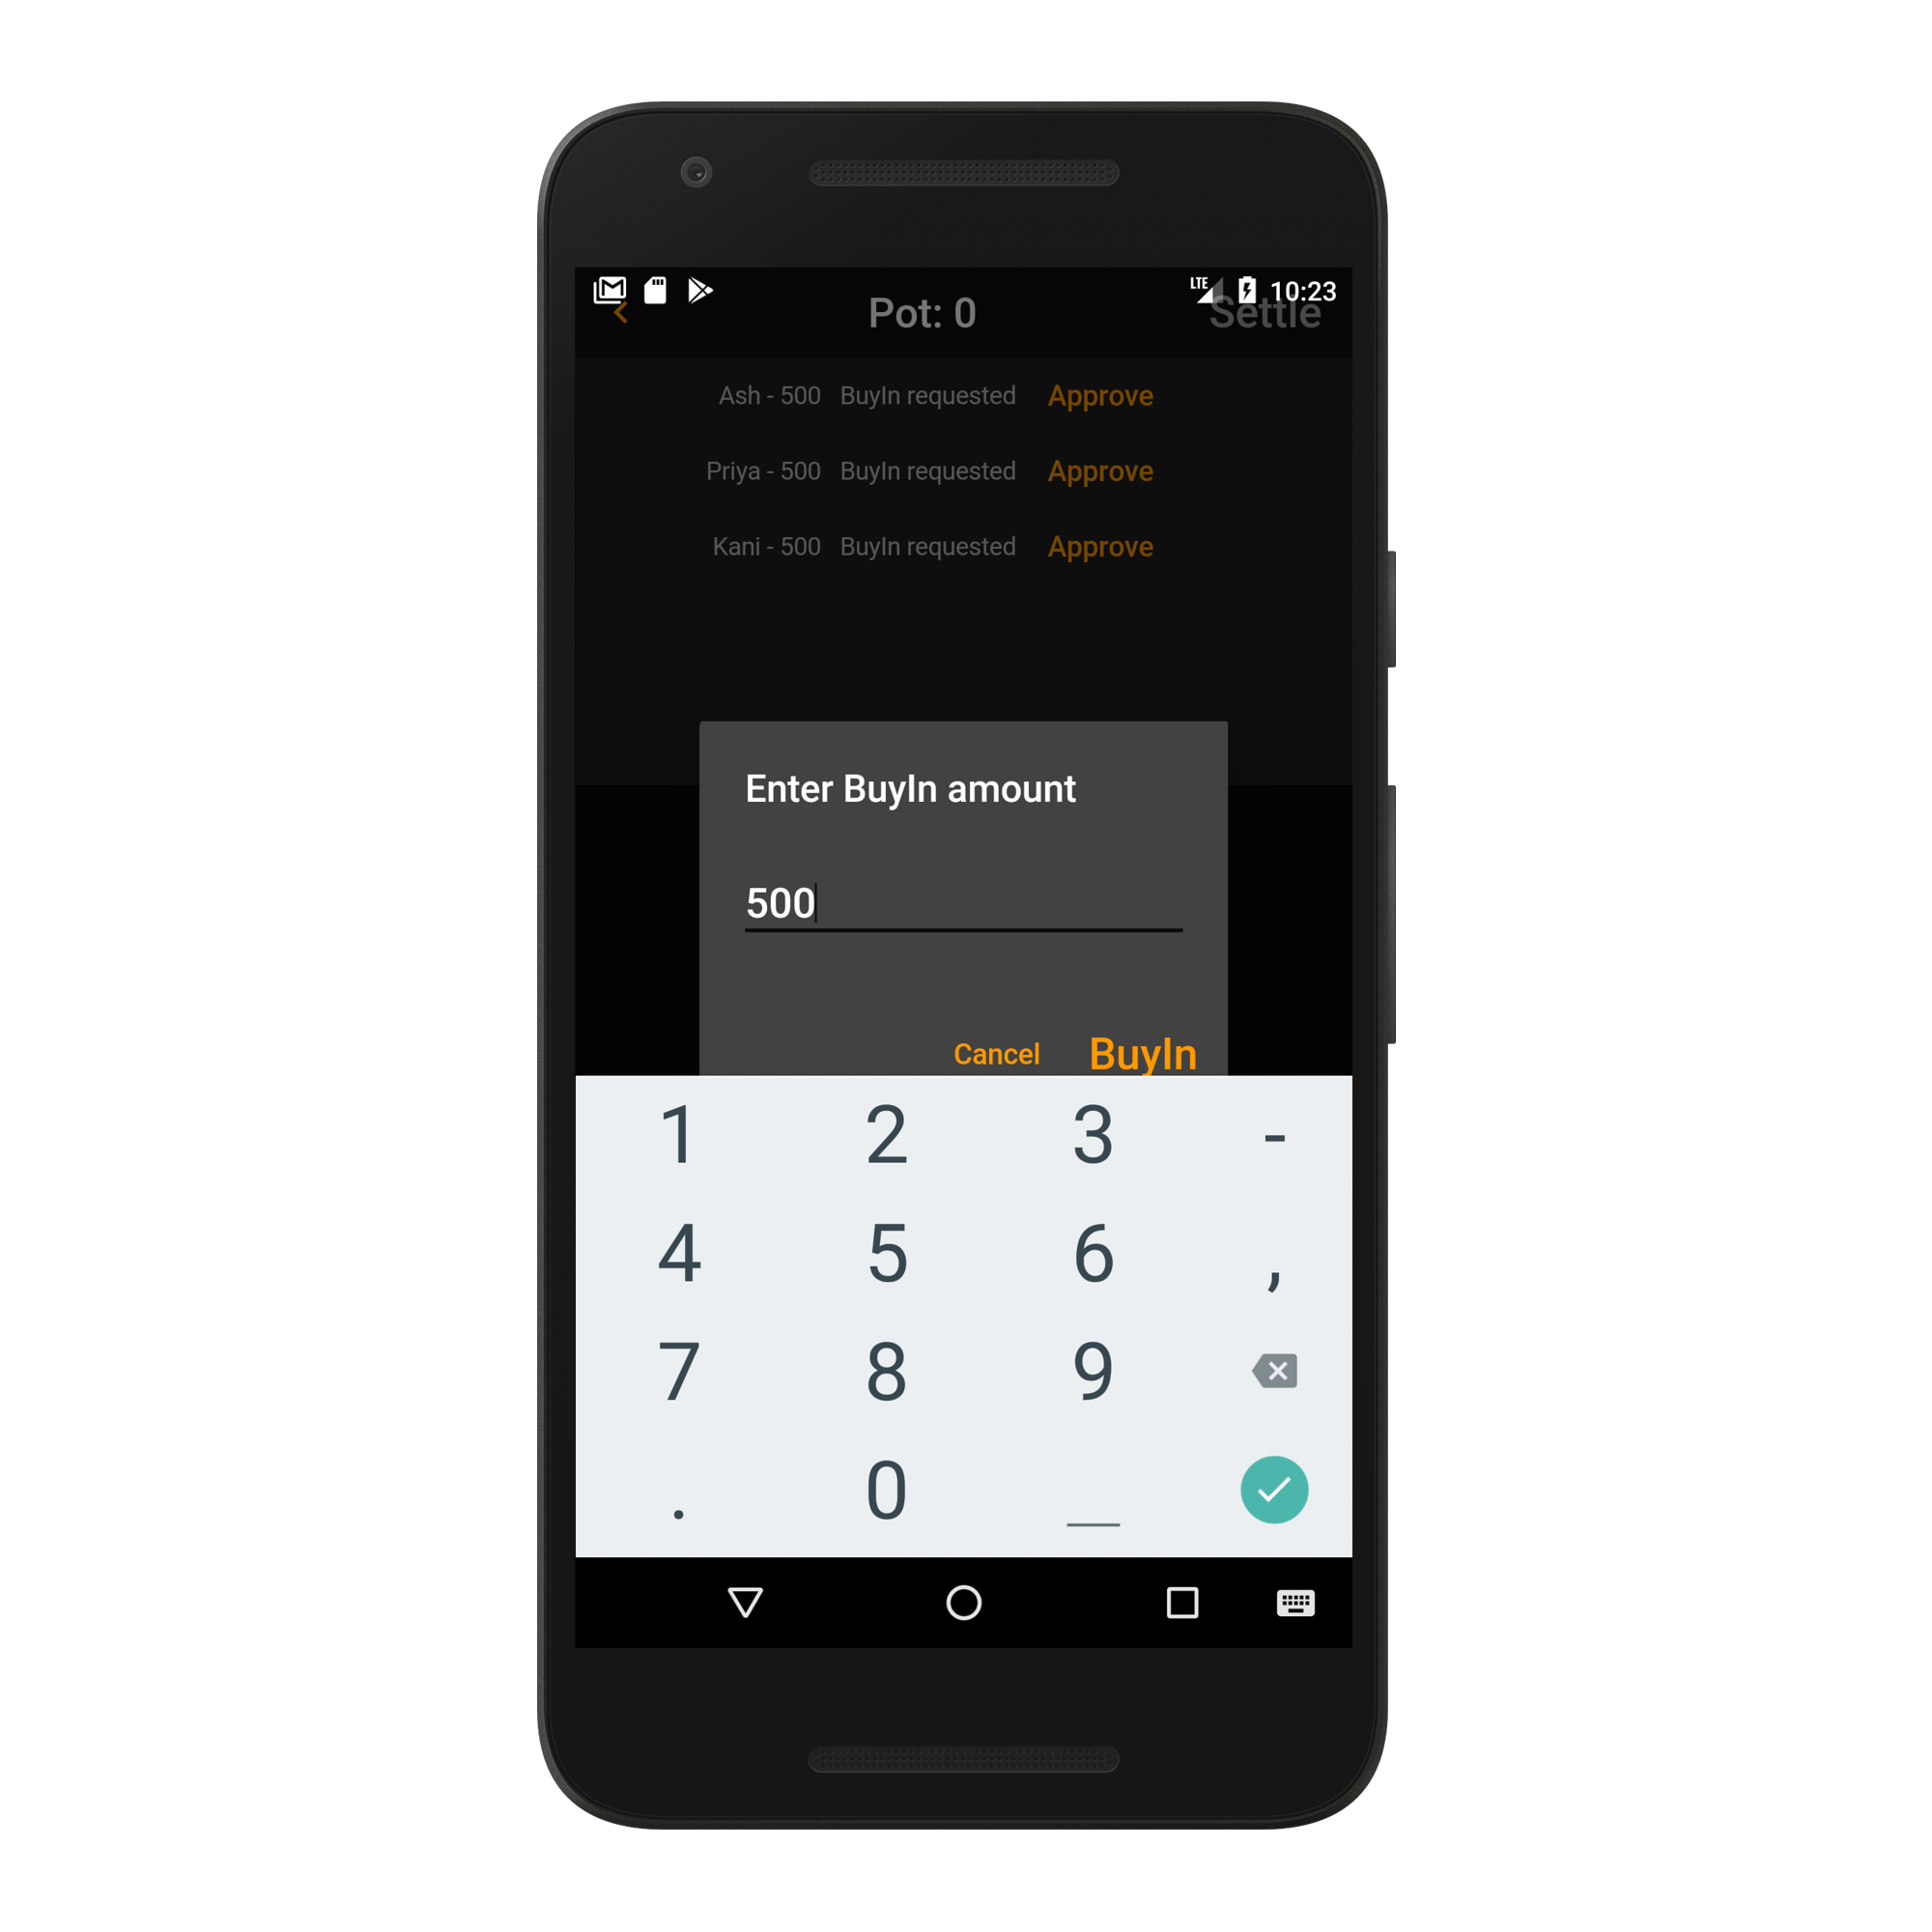 LTE 10:23
Pot: 0 Settle
Ash - 500 BuyIn requested Approve
Priya - 500 BuyIn requested Approve
Kani - 500 BuyIn requested Approve
Enter BuyIn amount
500
Cancel BuyIn
1 2 3 -
4 5 6 ,
7 8 9
. 0 _